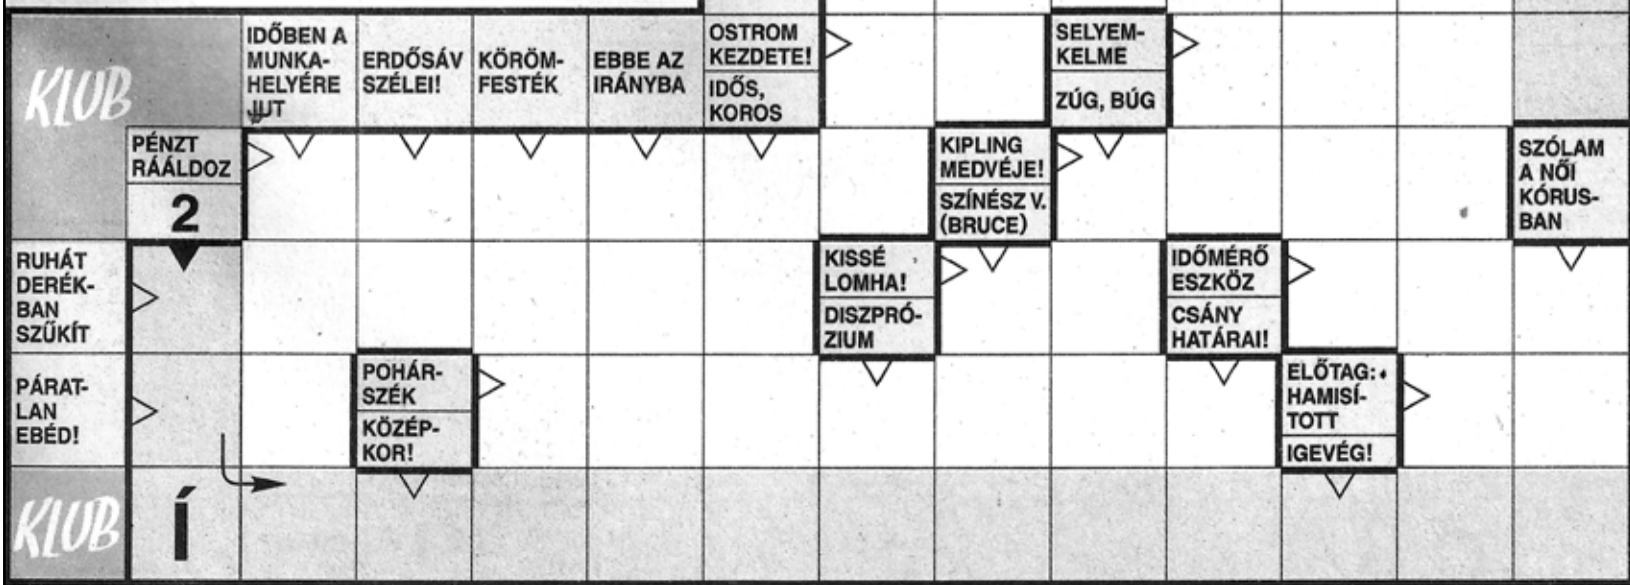 KLUB
IDŐBEN A
MUNKA-
HELYÉRE
JUT
ERDŐSÁV
SZÉLEI!
KÖRÖM-
FESTÉK
EBBE AZ
IRÁNYBA
OSTROM
KEZDETE!
IDŐS,
KOROS
SELYEM-
KELME
ZÚG, BÚG
PÉNZT
RÁÁLDOZ
2
KIPLING
MEDVÉJE!
SZÍNÉSZ V.
(BRUCE)
SZÓLAM
A NŐI
KÓRUS-
BAN
RUHÁT
DERÉK-
BAN
SZŰKÍT
KISSÉ
LOMHA!
DISZPRÓ-
ZIUM
IDŐMÉRŐ
ESZKÖZ
CSÁNY
HATÁRAI!
PÁRAT-
LAN
EBÉD!
POHÁR-
SZÉK
KÖZÉP-
KOR!
ELŐTAG:
HAMISÍ-
TOTT
IGEVÉG!
KLUB
Í